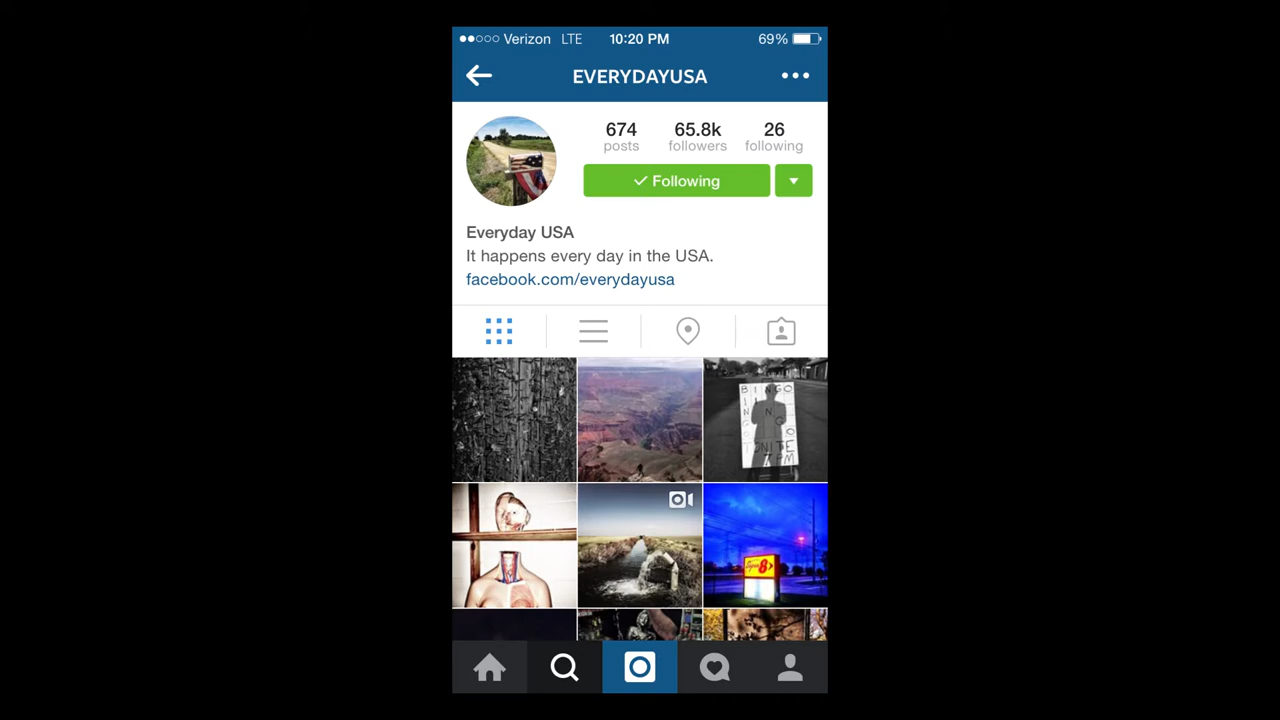 Verizon LTE 10:20 PM 69%
EVERYDAYUSA
674 65.8k 26
posts followers following
Following
Everyday USA
It happens every day in the USA.
facebook.com/everydayusa
BINGO